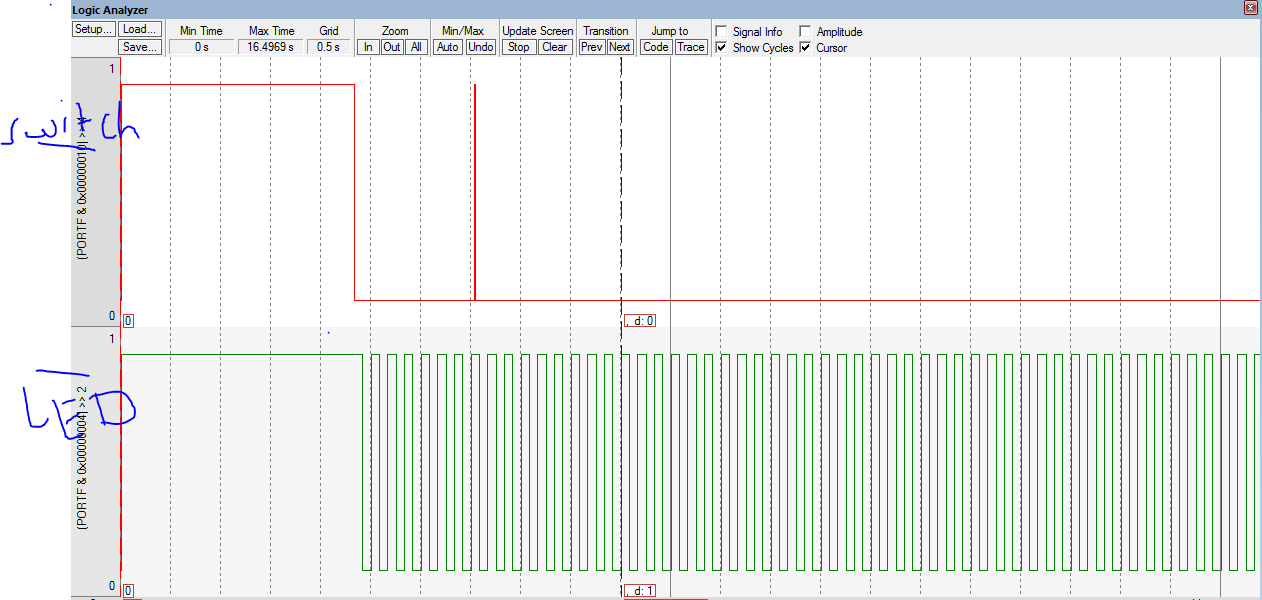 Logic Analyzer
Setup... Load... Min Time Max Time Grid Zoom Min/Max Update Screen Transition Jump to Signal Info Amplitude
Save... 0 s 16.4969 s 0.5 s In Out All Auto Undo Stop Clear Prev Next Code Trace Show Cycles Cursor
1
switch
(PORTF & 0x00000010) >> 4
0
0
, d: 0
1
LED
(PORTF & 0x00000004) >> 2
0
0
, d: 1